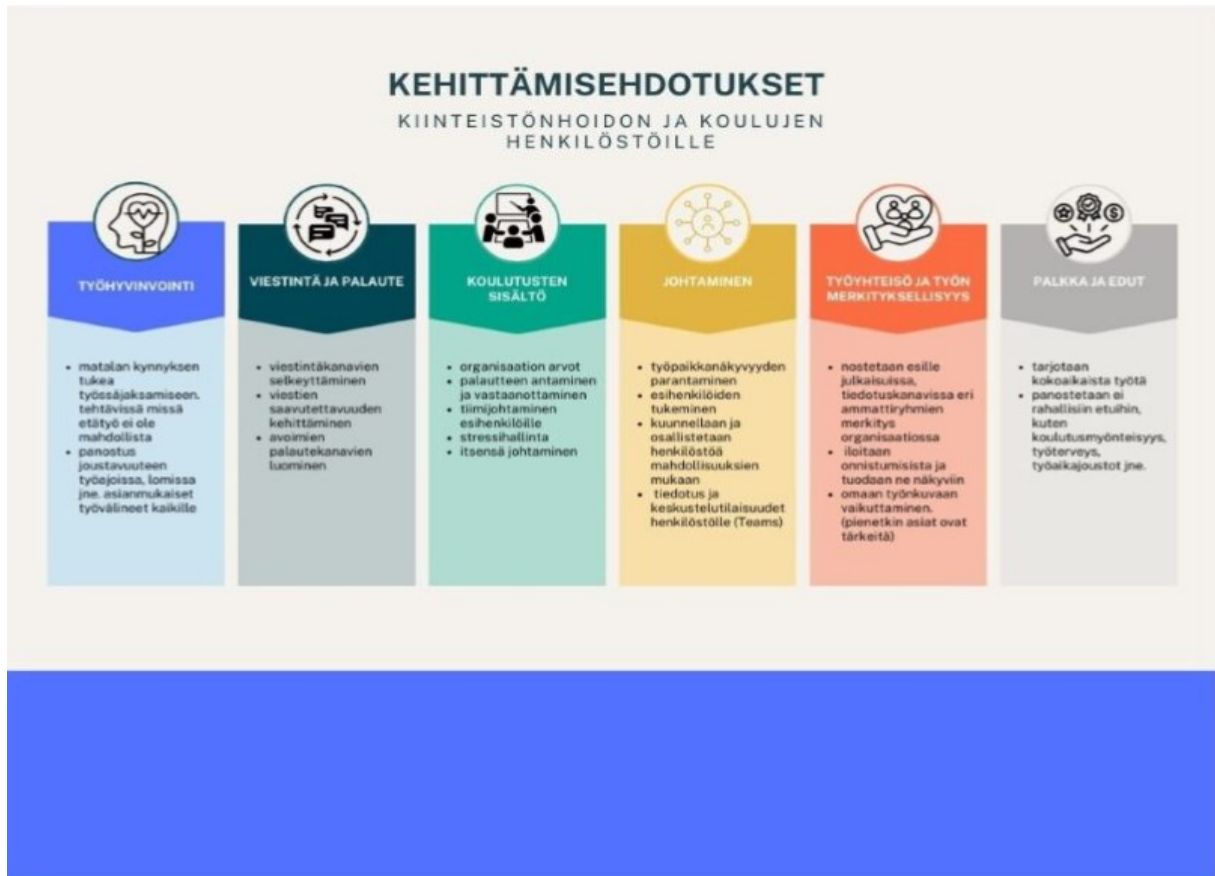 KEHITTÄMISEHDOTUKSET
KIINTEISTÖNHOIDON JA KOULUJEN
HENKILÖSTÖILLE
TYÖHYVINVOINTI
• matalan kynnyksen
tukea
työssäjaksamiseen.
tehtävissä missä
etätyö ei ole
mahdollista
• panostus
joustavuuteen
työajoissa, lomissa
jne. asianmukaiset
työvälineet kaikille
VIESTINTÄ JA PALAUTE
• viestintäkanavien
selkeyttäminen
• viestien
saavutettavuuden
kehittäminen
• avoimien
palautekanavien
luominen
KOULUTUSTEN
SISÄLTÖ
• organisaation arvot
• palautteen antaminen
ja vastaanottaminen
• tiimijohtaminen
esihenkilöille
• stressihallinta
• itsensä johtaminen
JOHTAMINEN
• työpaikkanäkyvyyden
parantaminen
• esihenkilöiden
tukeminen
• kuunnellaan ja
osallistetaan
henkilöstöä
mahdollisuuksien
mukaan
• tiedotus ja
keskustelutilaisuudet
henkilöstölle (Teams)
TYÖYHTEISÖ JA TYÖN
MERKITYKSELLISYYS
• nostetaan esille
julkaisuissa,
tiedotuskanavissa eri
ammattiryhmien
merkitys
organisaatiossa
• iloitaan
onnistumisista ja
tuodaan ne näkyviin
• omaan työnkuvaan
vaikuttaminen.
(pienetkin asiat ovat
tärkeitä)
PALKKA JA EDUT
• tarjotaan
kokoaikaista työtä
• panostetaan ei
rahallisiin etuihin,
kuten
koulutusmyönteisyys,
työterveys,
työaikajoustot jne.